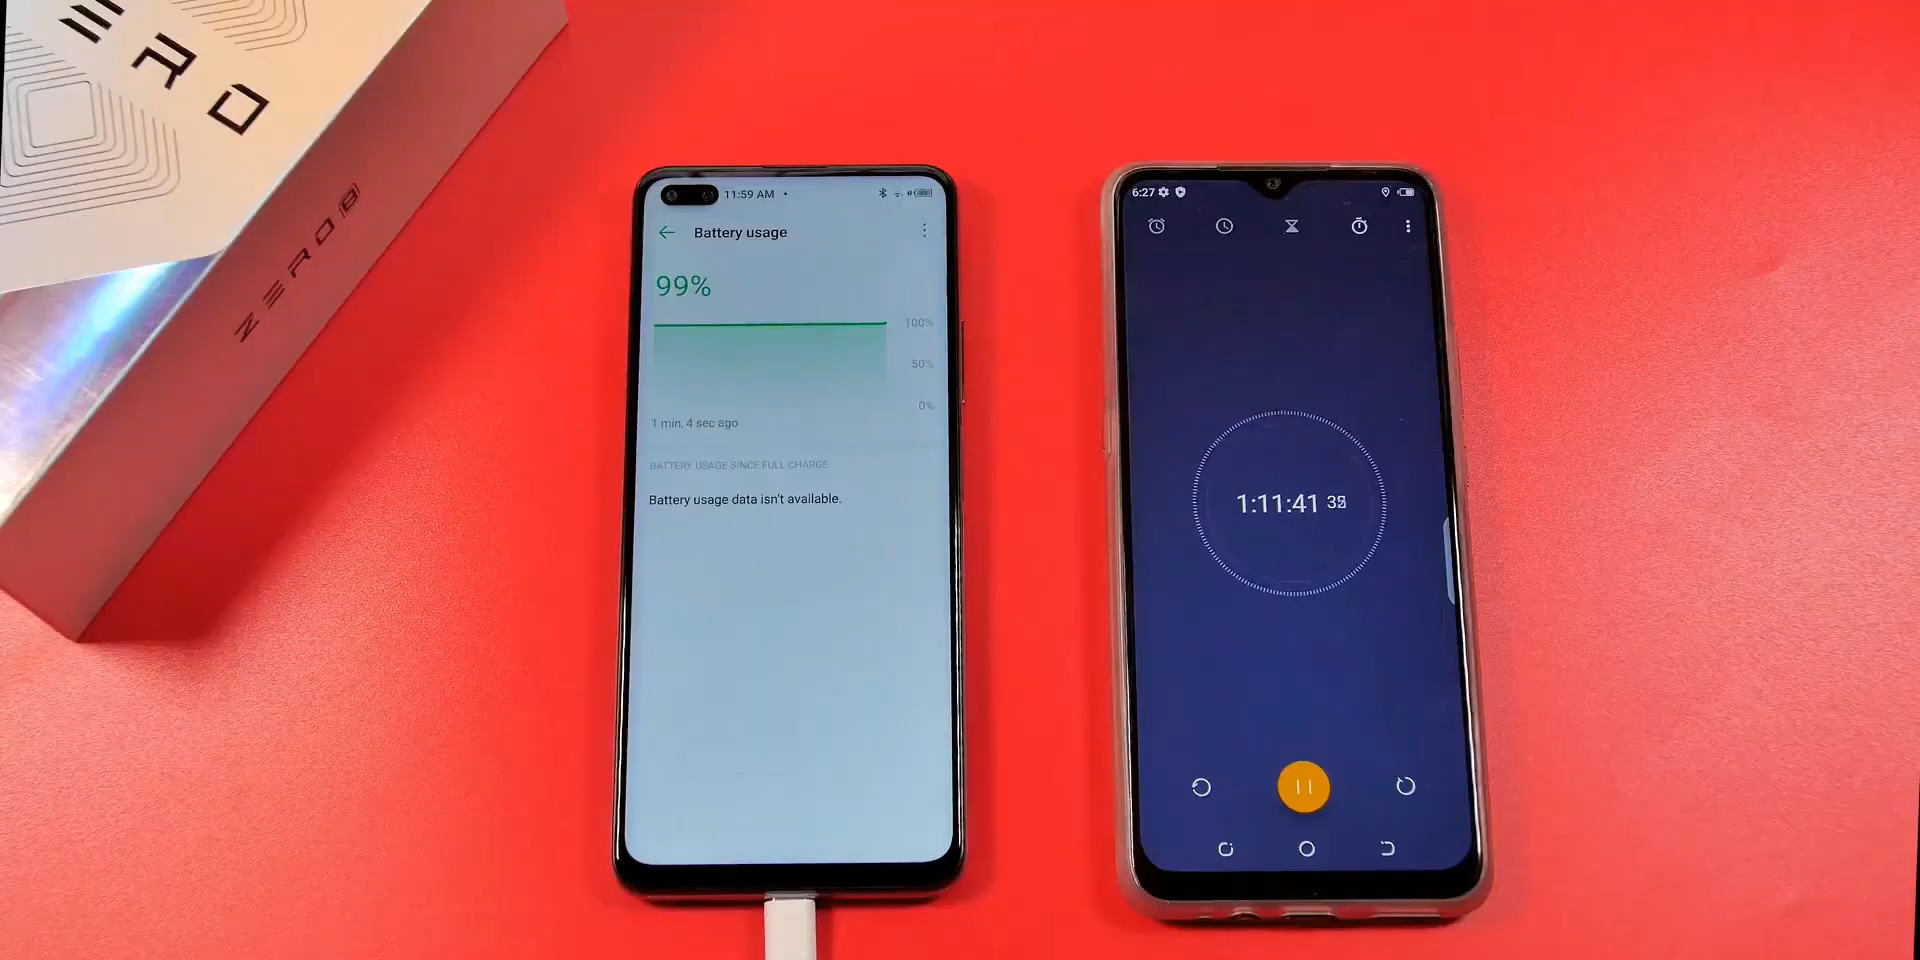 ZERO
ZERO 8
11:59 AM
Battery usage
99%
100%
50%
0%
1 min, 4 sec ago
BATTERY USAGE SINCE FULL CHARGE
Battery usage data isn't available.
6:27
1:11:41